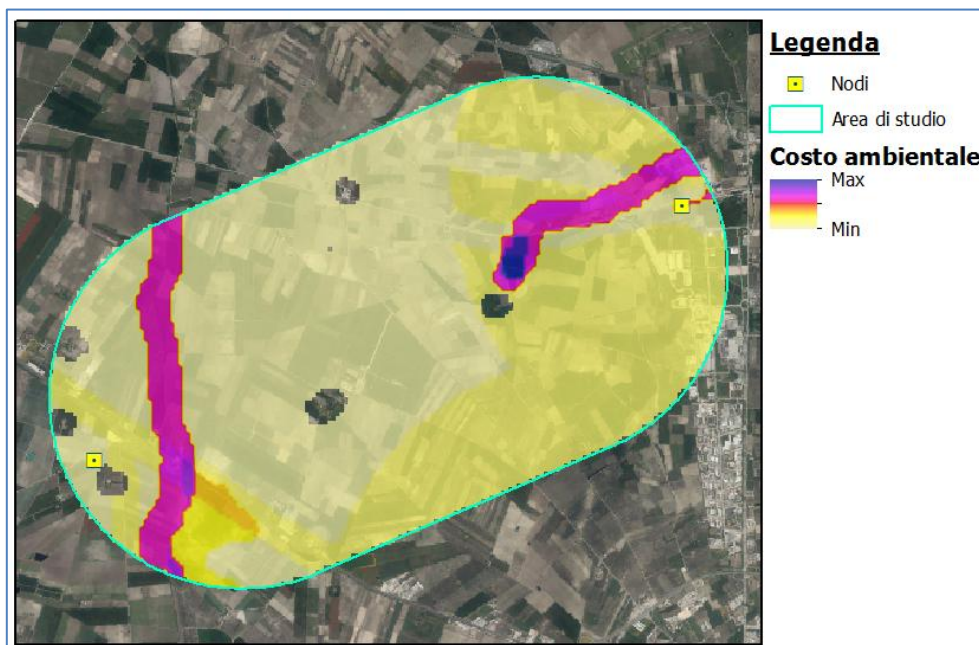 Legenda
Nodi
Area di studio
Costo ambientale
Max
Min